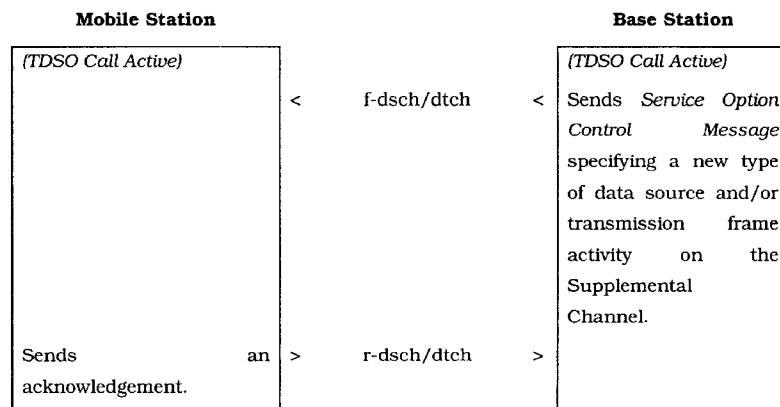 Mobile Station Base Station
(TDSO Call Active) (TDSO Call Active)
< f-dsch/dtch < Sends Service Option
Control Message
specifying a new type
of data source and/or
transmission frame
activity on the
Supplemental
Channel.
Sends an > r-dsch/dtch >
acknowledgement.